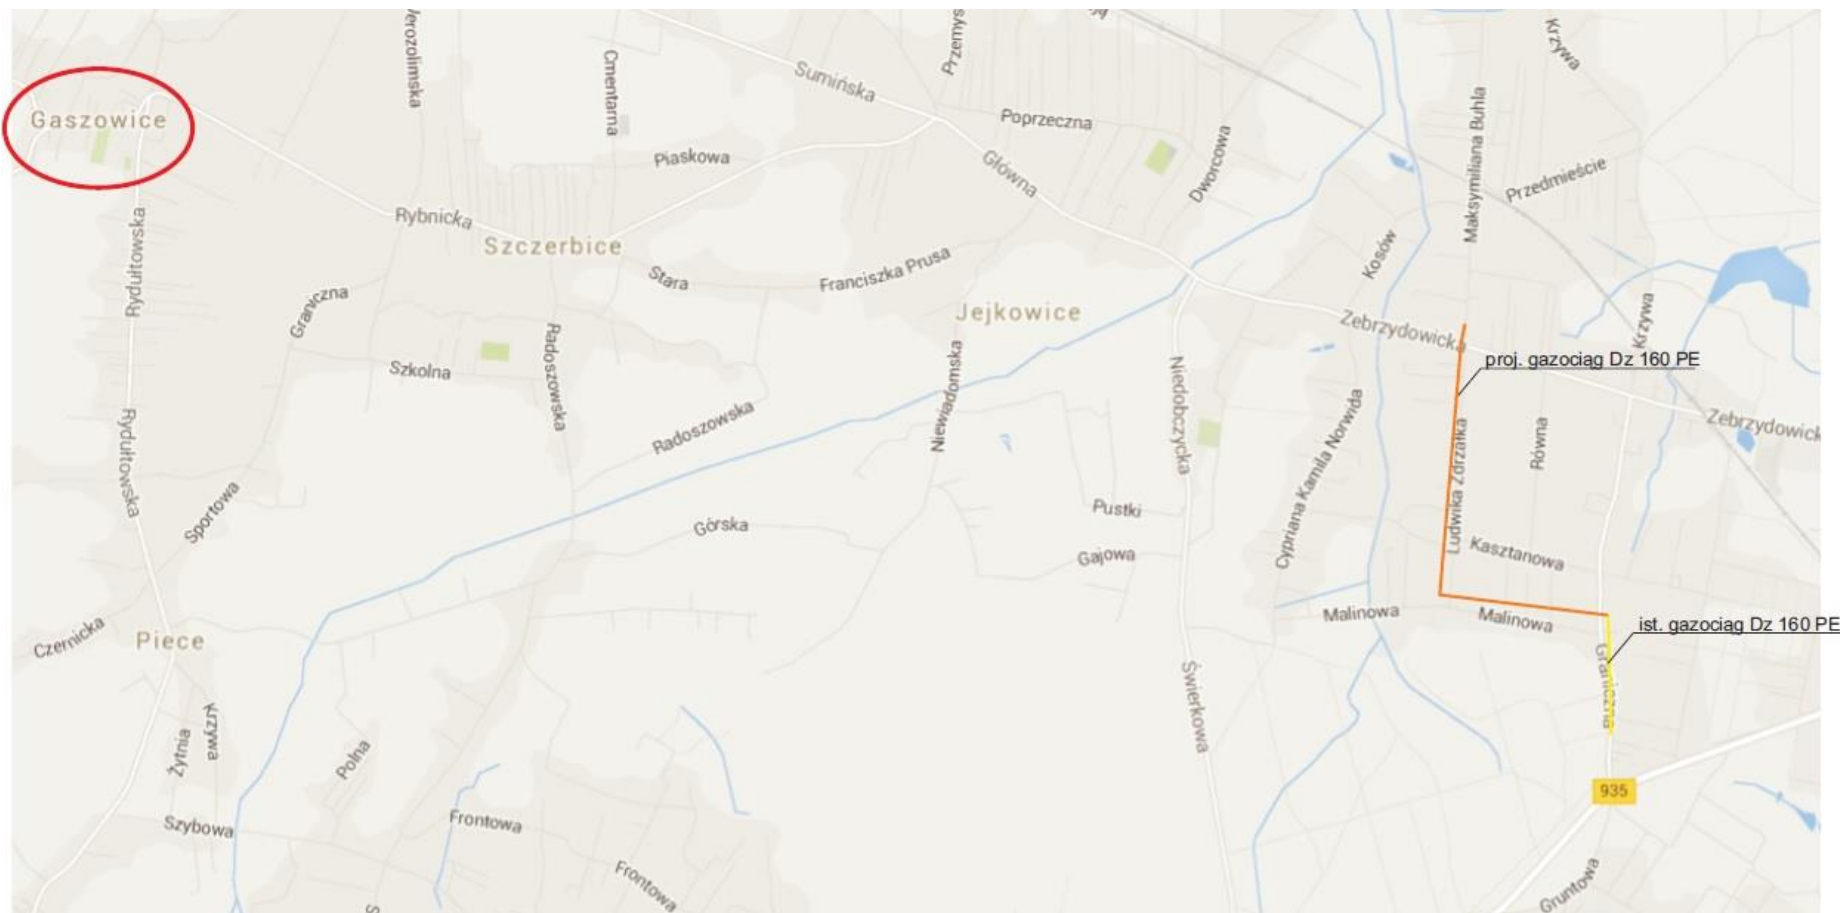 Gaszowice
Cmentarna
Sumińska
Poprzeczna
Piaskowa
Główna
Dworcowa
Maksymiliana Buhla
Krzywa
Przedmieście
Rydułtowska
Rybnicka
Szczerbice
Graniczna
Stara
Franciszka Prusa
Jejkowice
Kosów
Zebrzydowicka
Krzywa
proj. gazociąg Dz 160 PE
Szkolna
Radoszowska
Radoszowska
Niewiadomska
Niedobczycka
Cypriana Kamila Norwida
Ludwika Zdrzałka
Równa
Rydułtowska
Sportowa
Górska
Pustki
Gajowa
Kasztanowa
Malinowa
Malinowa
ist. gazociąg Dz 160 PE
Graniczna
Czernicka
Piece
Świerkowa
Żytnia
Krzywa
Polna
935
Szybowa
Frontowa
Frontowa
Gruntowa